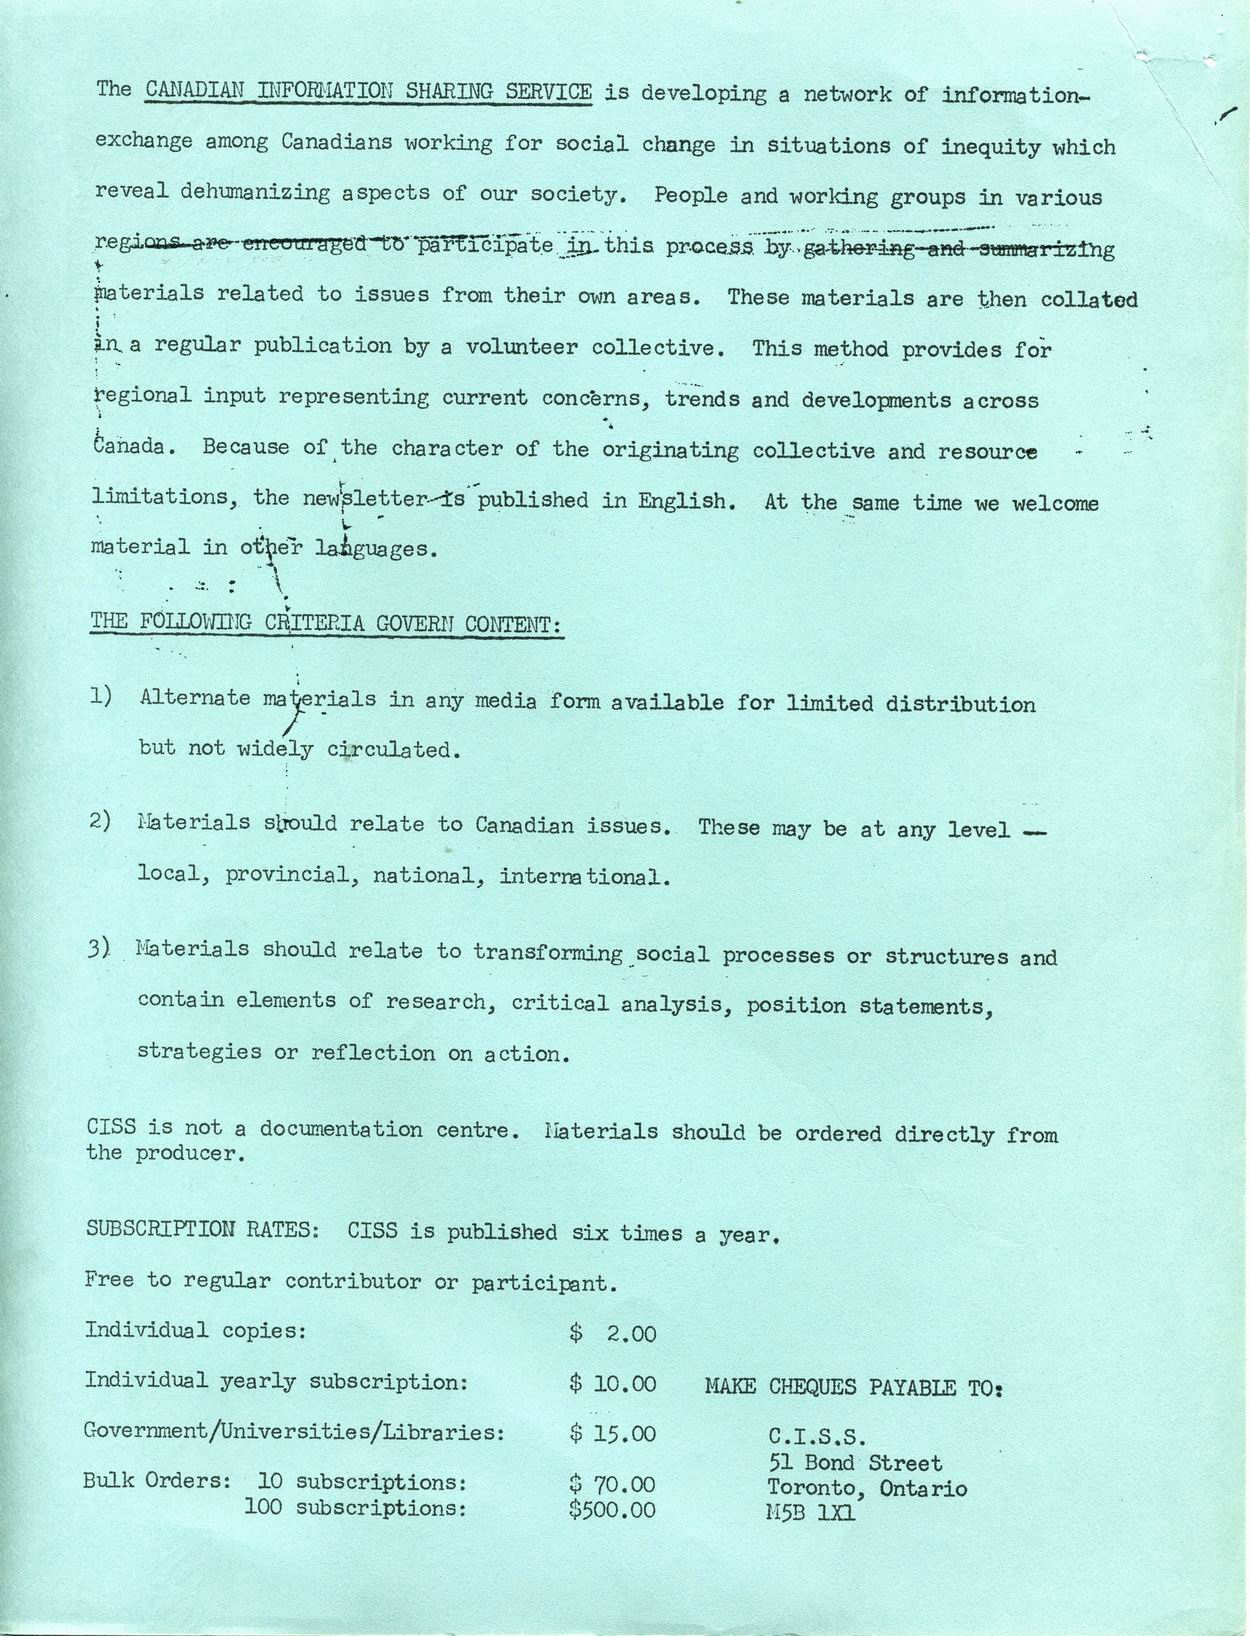 The CANADIAN INFORMATION SHARING SERVICE is developing a network of information-
exchange among Canadians working for social change in situations of inequity which
reveal dehumanizing aspects of our society. People and working groups in various
regions are encouraged to participate in this process by gathering and summarizing
materials related to issues from their own areas. These materials are then collated
in a regular publication by a volunteer collective. This method provides for
regional input representing current concerns, trends and developments across
Canada. Because of the character of the originating collective and resource
limitations, the newsletter is published in English. At the same time we welcome
material in other languages.
THE FOLLOWING CRITERIA GOVERN CONTENT:
1) Alternate materials in any media form available for limited distribution
but not widely circulated.
2) Materials should relate to Canadian issues. These may be at any level —
local, provincial, national, international.
3) Materials should relate to transforming social processes or structures and
contain elements of research, critical analysis, position statements,
strategies or reflection on action.
CISS is not a documentation centre. Materials should be ordered directly from
the producer.
SUBSCRIPTION RATES: CISS is published six times a year.
Free to regular contributor or participant.
Individual copies: $ 2.00
Individual yearly subscription: $ 10.00 MAKE CHEQUES PAYABLE TO:
Government/Universities/Libraries: $ 15.00 C.I.S.S.
51 Bond Street
Bulk Orders: 10 subscriptions: $ 70.00 Toronto, Ontario
100 subscriptions: $500.00 M5B 1X1